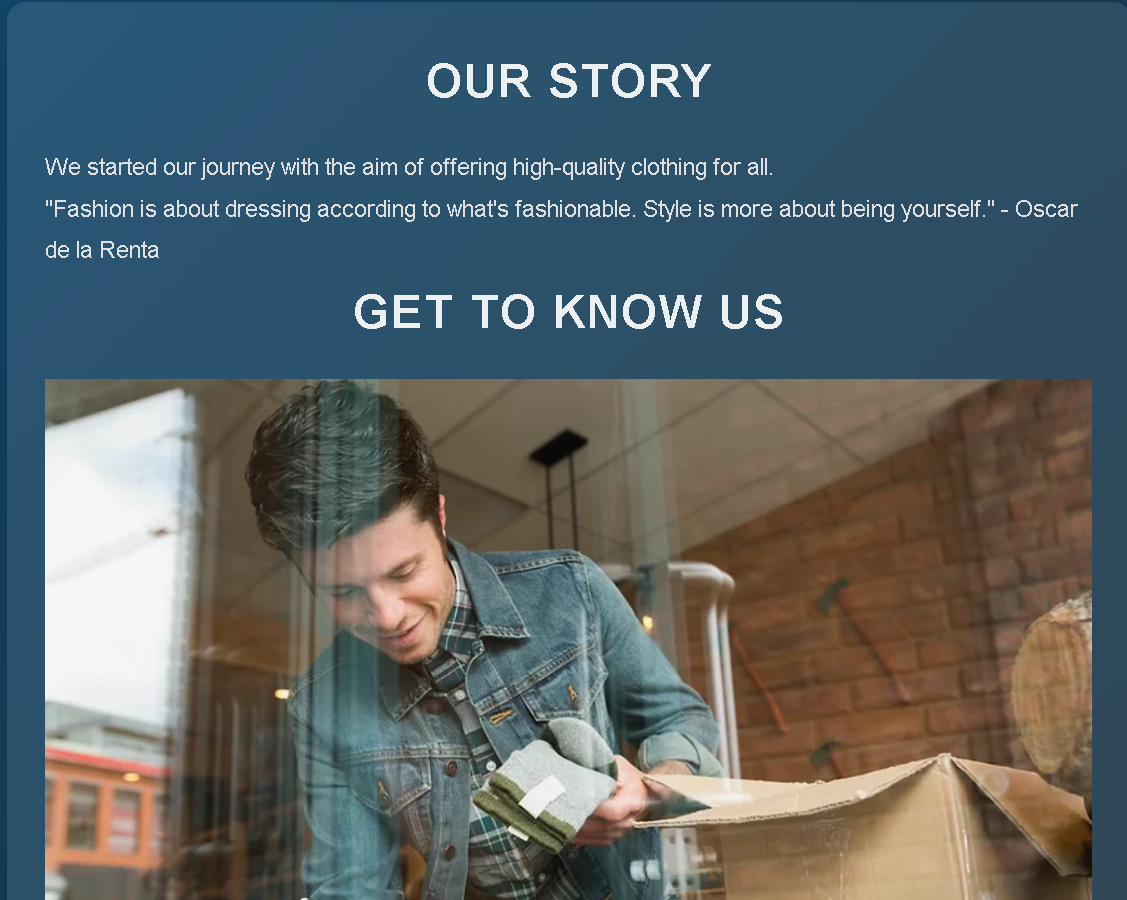 OUR STORY
We started our journey with the aim of offering high-quality clothing for all.
"Fashion is about dressing according to what's fashionable. Style is more about being yourself." - Oscar
de la Renta
GET TO KNOW US